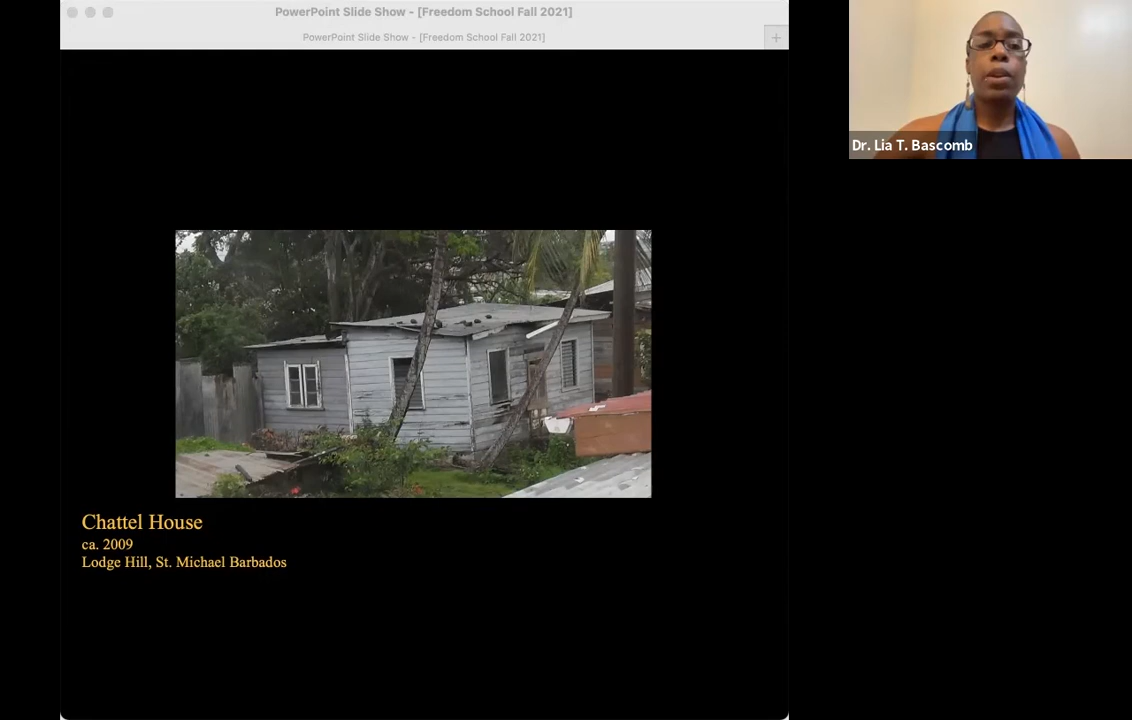 PowerPoint Slide Show - [Freedom School Fall 2021]
PowerPoint Slide Show - [Freedom School Fall 2021]
+
Dr. Lia T. Bascomb
Chattel House
ca. 2009
Lodge Hill, St. Michael Barbados